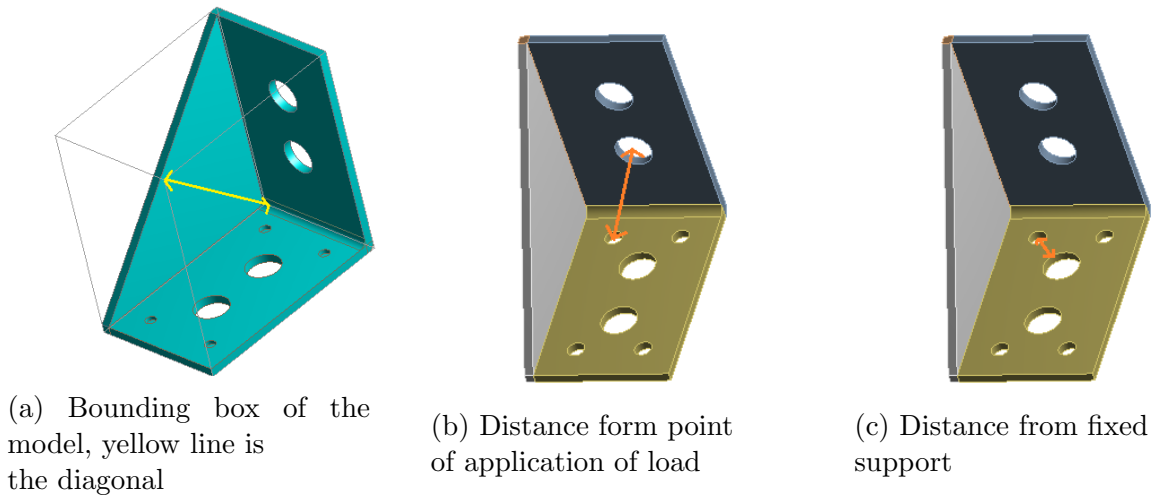 (a) Bounding box of the
model, yellow line is
the diagonal
(b) Distance form point
of application of load
(c) Distance from fixed
support